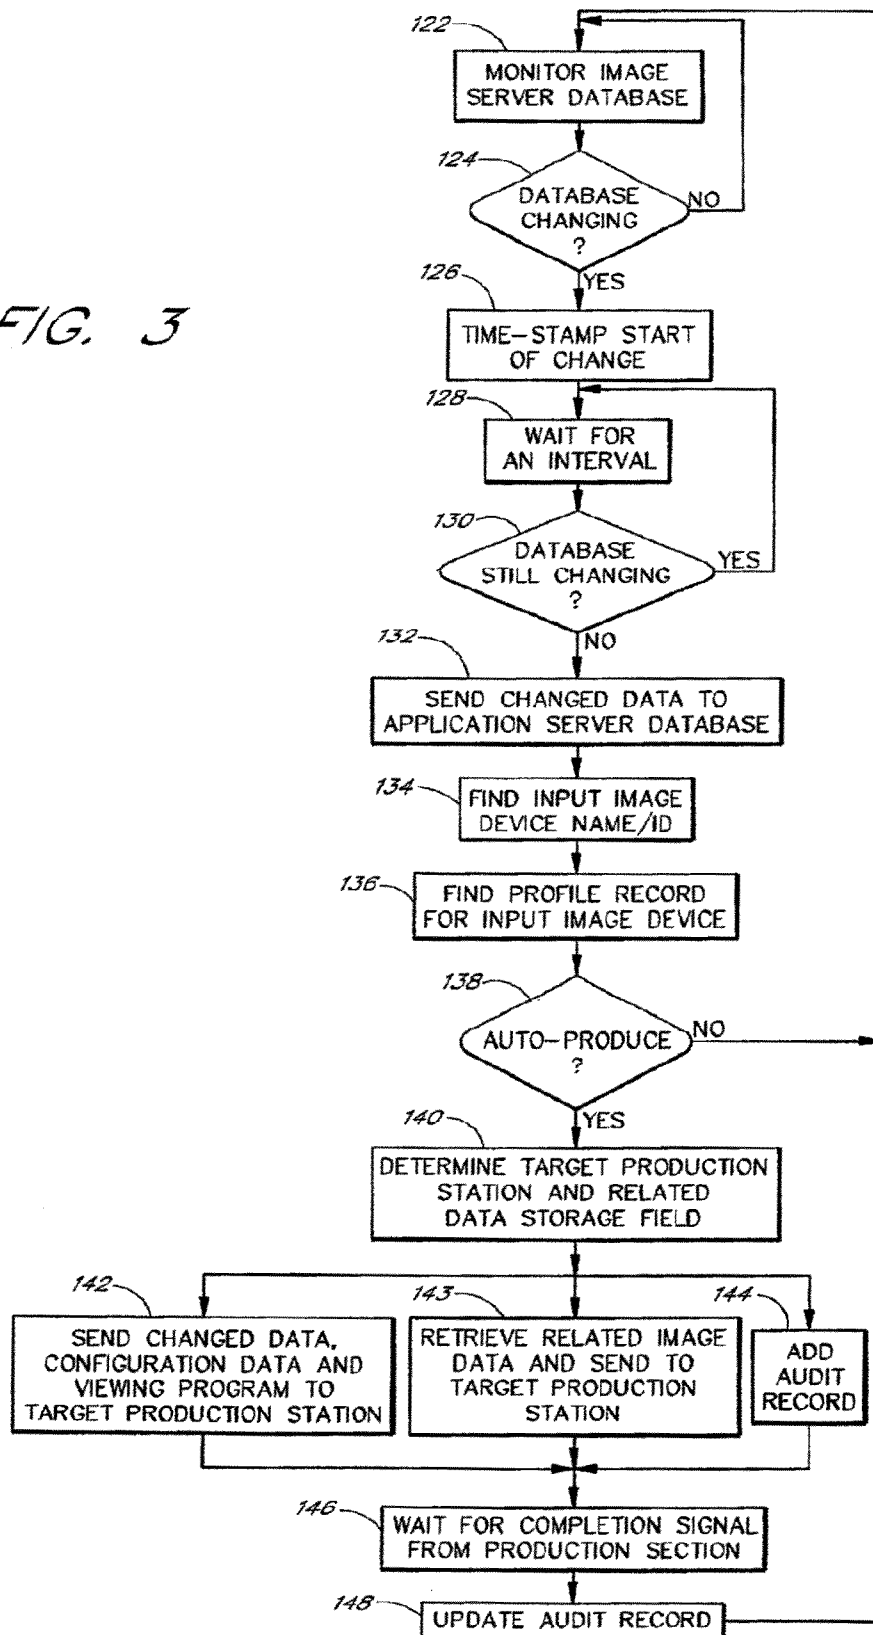 122
MONITOR IMAGE
SERVER DATABASE
124
DATABASE
CHANGING
?
NO
YES
FIG. 3
126
TIME-STAMP START
OF CHANGE
128
WAIT FOR
AN INTERVAL
130
DATABASE
STILL CHANGING
?
YES
NO
132
SEND CHANGED DATA TO
APPLICATION SERVER DATABASE
134
FIND INPUT IMAGE
DEVICE NAME/ID
136
FIND PROFILE RECORD
FOR INPUT IMAGE DEVICE
138
AUTO-PRODUCE
?
NO
YES
140
DETERMINE TARGET PRODUCTION
STATION AND RELATED
DATA STORAGE FIELD
142
SEND CHANGED DATA,
CONFIGURATION DATA AND
VIEWING PROGRAM TO
TARGET PRODUCTION STATION
143
RETRIEVE RELATED IMAGE
DATA AND SEND TO
TARGET PRODUCTION
STATION
144
ADD
AUDIT
RECORD
146
WAIT FOR COMPLETION SIGNAL
FROM PRODUCTION SECTION
148
UPDATE AUDIT RECORD